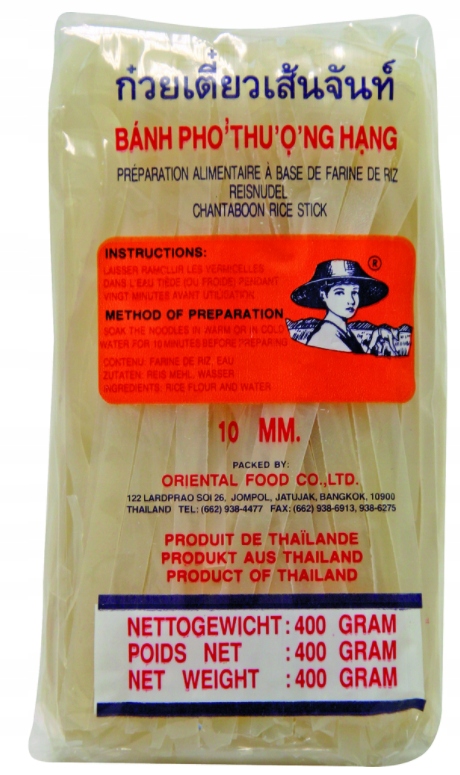 ก๋วยเตี๋ยวเส้นจันท์
BÁNH PHO'THU'Ọ'NG HẠNG
PRÉPARATION ALIMENTAIRE À BASE DE FARINE DE RIZ
REISNUDEL
CHANTABOON RICE STICK
INSTRUCTIONS:
LAISSER RAMOLLIR LES VERMICELLES
DANS L'EAU TIÈDE (OU FROIDE) PENDANT
VINGT MINUTES AVANT UTILISATION
METHOD OF PREPARATION
SOAK THE NOODLES IN WARM OR IN COLD
WATER FOR 10 MINUTES BEFORE PREPARING
CONTENU: FARINE DE RIZ, EAU
ZUTATEN: REIS MEHL, WASSER
INGREDIENTS: RICE FLOUR AND WATER
®
10 MM.
PACKED BY:
ORIENTAL FOOD CO.,LTD.
122 LARDPRAO SOI 26, JOMPOL, JATUJAK, BANGKOK, 10900
THAILAND TEL: (662) 938-4477 FAX: (662) 938-6913, 938-6275
PRODUIT DE THAÏLANDE
PRODUKT AUS THAILAND
PRODUCT OF THAILAND
NETTOGEWICHT : 400 GRAM
POIDS NET : 400 GRAM
NET WEIGHT : 400 GRAM